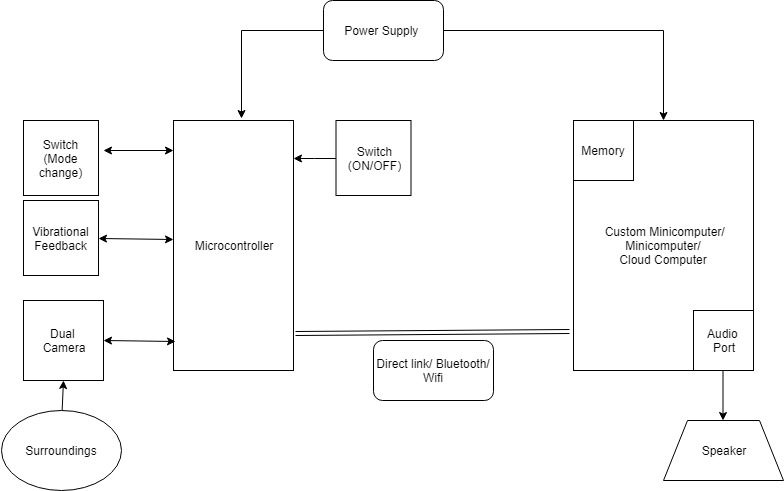 Power Supply
Switch
(Mode
change)
Switch
(ON/OFF)
Memory
Vibrational
Feedback
Microcontroller
Custom Minicomputer/
Minicomputer/
Cloud Computer
Dual
Camera
Direct link/ Bluetooth/
Wifi
Audio
Port
Surroundings
Speaker